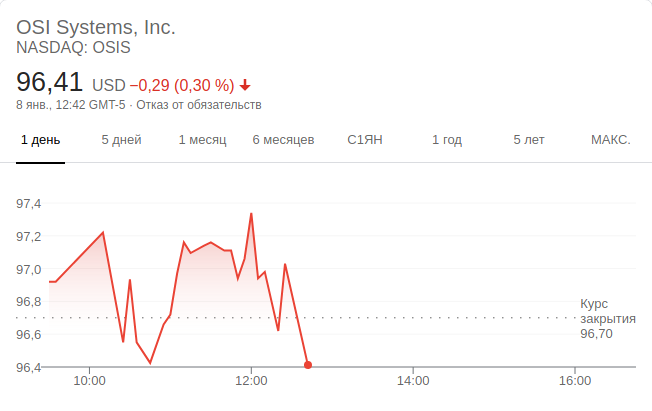 OSI Systems, Inc.
NASDAQ: OSIS
96,41 USD −0,29 (0,30 %)
8 янв., 12:42 GMT-5 · Отказ от обязательств
1 день 5 дней 1 месяц 6 месяцев С1ЯН 1 год 5 лет МАКС.
97,4
97,2
97,0
96,8
96,6
96,4
Курс
закрытия
96,70
10:00 12:00 14:00 16:00